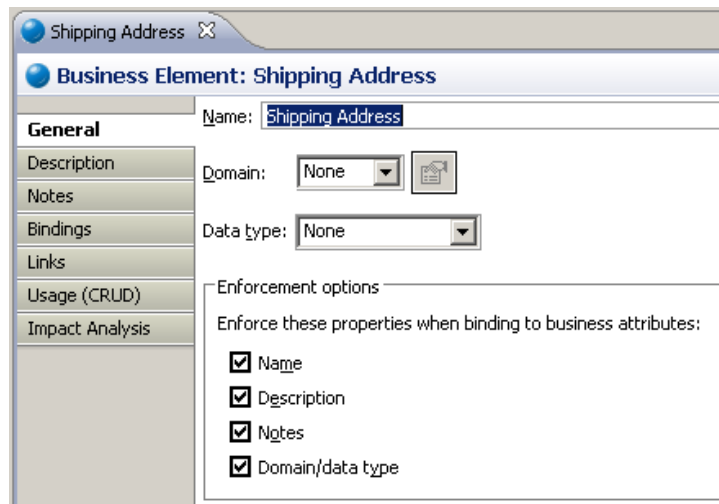 Shipping Address
Business Element: Shipping Address
General
Description
Notes
Bindings
Links
Usage (CRUD)
Impact Analysis
Name: Shipping Address
Domain: None
Data type: None
Enforcement options
Enforce these properties when binding to business attributes:
Name
Description
Notes
Domain/data type